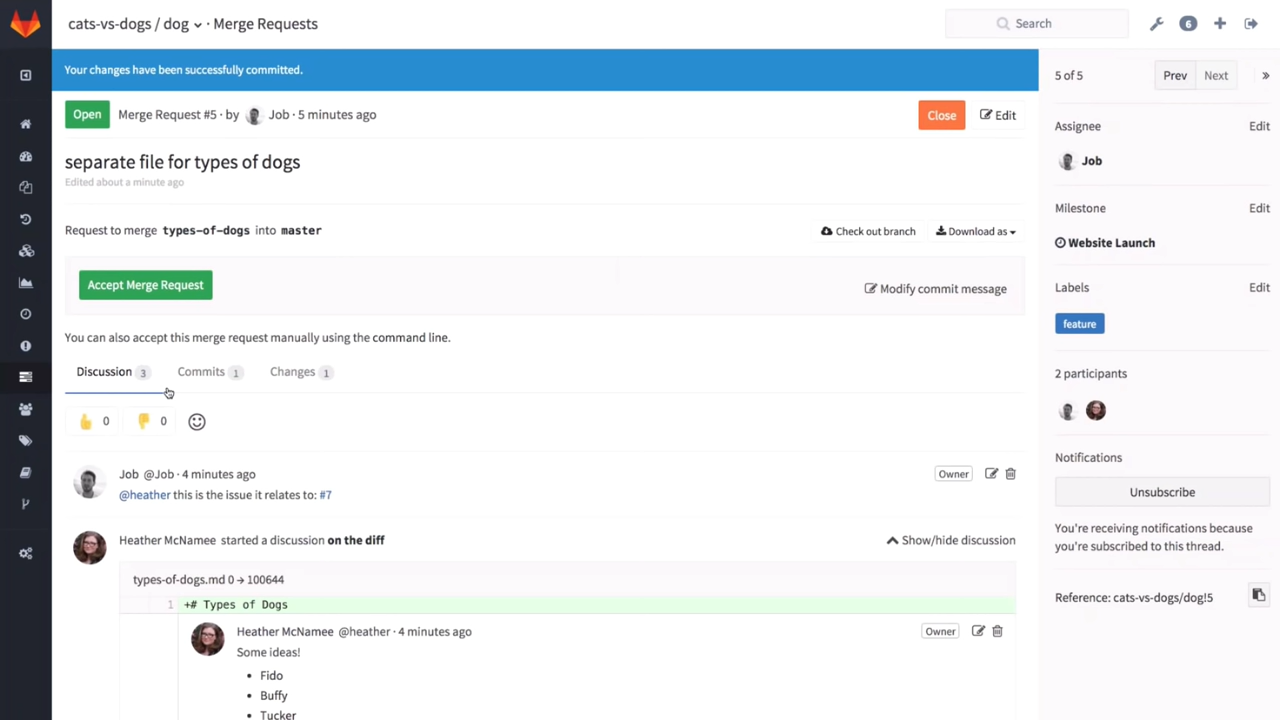 cats-vs-dogs / dog · Merge Requests
Search
6
Your changes have been successfully committed.
5 of 5
Prev
Next
Open
Merge Request #5 · by Job · 5 minutes ago
Close
Edit
Assignee
Edit
Job
separate file for types of dogs
Edited about a minute ago
Milestone
Edit
Website Launch
Request to merge types-of-dogs into master
Check out branch
Download as
Accept Merge Request
Modify commit message
Labels
Edit
feature
You can also accept this merge request manually using the command line.
Discussion 3
Commits 1
Changes 1
2 participants
0
0
Notifications
Unsubscribe
You're receiving notifications because
you're subscribed to this thread.
Reference: cats-vs-dogs/dog!5
Job @Job · 4 minutes ago
Owner
@heather this is the issue it relates to: #7
Heather McNamee started a discussion on the diff
Show/hide discussion
types-of-dogs.md 0 → 100644
1 +# Types of Dogs
Heather McNamee @heather · 4 minutes ago
Owner
Some ideas!
• Fido
• Buffy
• Tucker